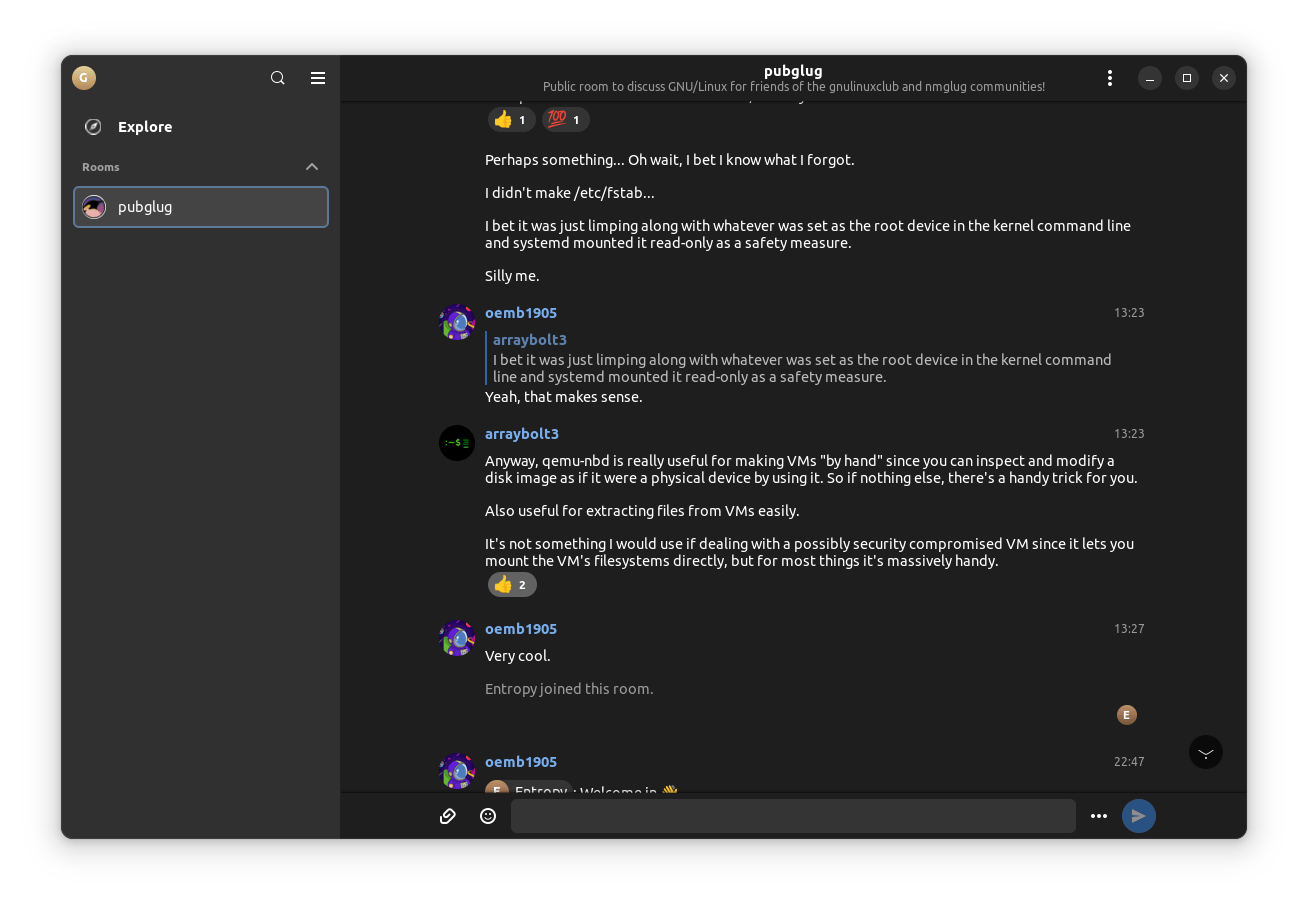 G
pubglug
Public room to discuss GNU/Linux for friends of the gnulinuxclub and nmglug communities!
Explore
Rooms
pubglug
👍 1 💯 1
Perhaps something... Oh wait, I bet I know what I forgot.
I didn't make /etc/fstab...
I bet it was just limping along with whatever was set as the root device in the kernel command line
and systemd mounted it read-only as a safety measure.
Silly me.
oemb1905 13:23
arraybolt3
I bet it was just limping along with whatever was set as the root device in the kernel command
line and systemd mounted it read-only as a safety measure.
Yeah, that makes sense.
:~$
arraybolt3 13:23
Anyway, qemu-nbd is really useful for making VMs "by hand" since you can inspect and modify a
disk image as if it were a physical device by using it. So if nothing else, there's a handy trick for you.
Also useful for extracting files from VMs easily.
It's not something I would use if dealing with a possibly security compromised VM since it lets you
mount the VM's filesystems directly, but for most things it's massively handy.
👍 2
oemb1905 13:27
Very cool.
Entropy joined this room.
E
oemb1905 22:47
E Entropy : Welcome in 👋